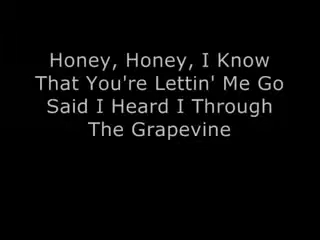 Honey, Honey, I Know
That You're Lettin' Me Go
Said I Heard I Through
The Grapevine